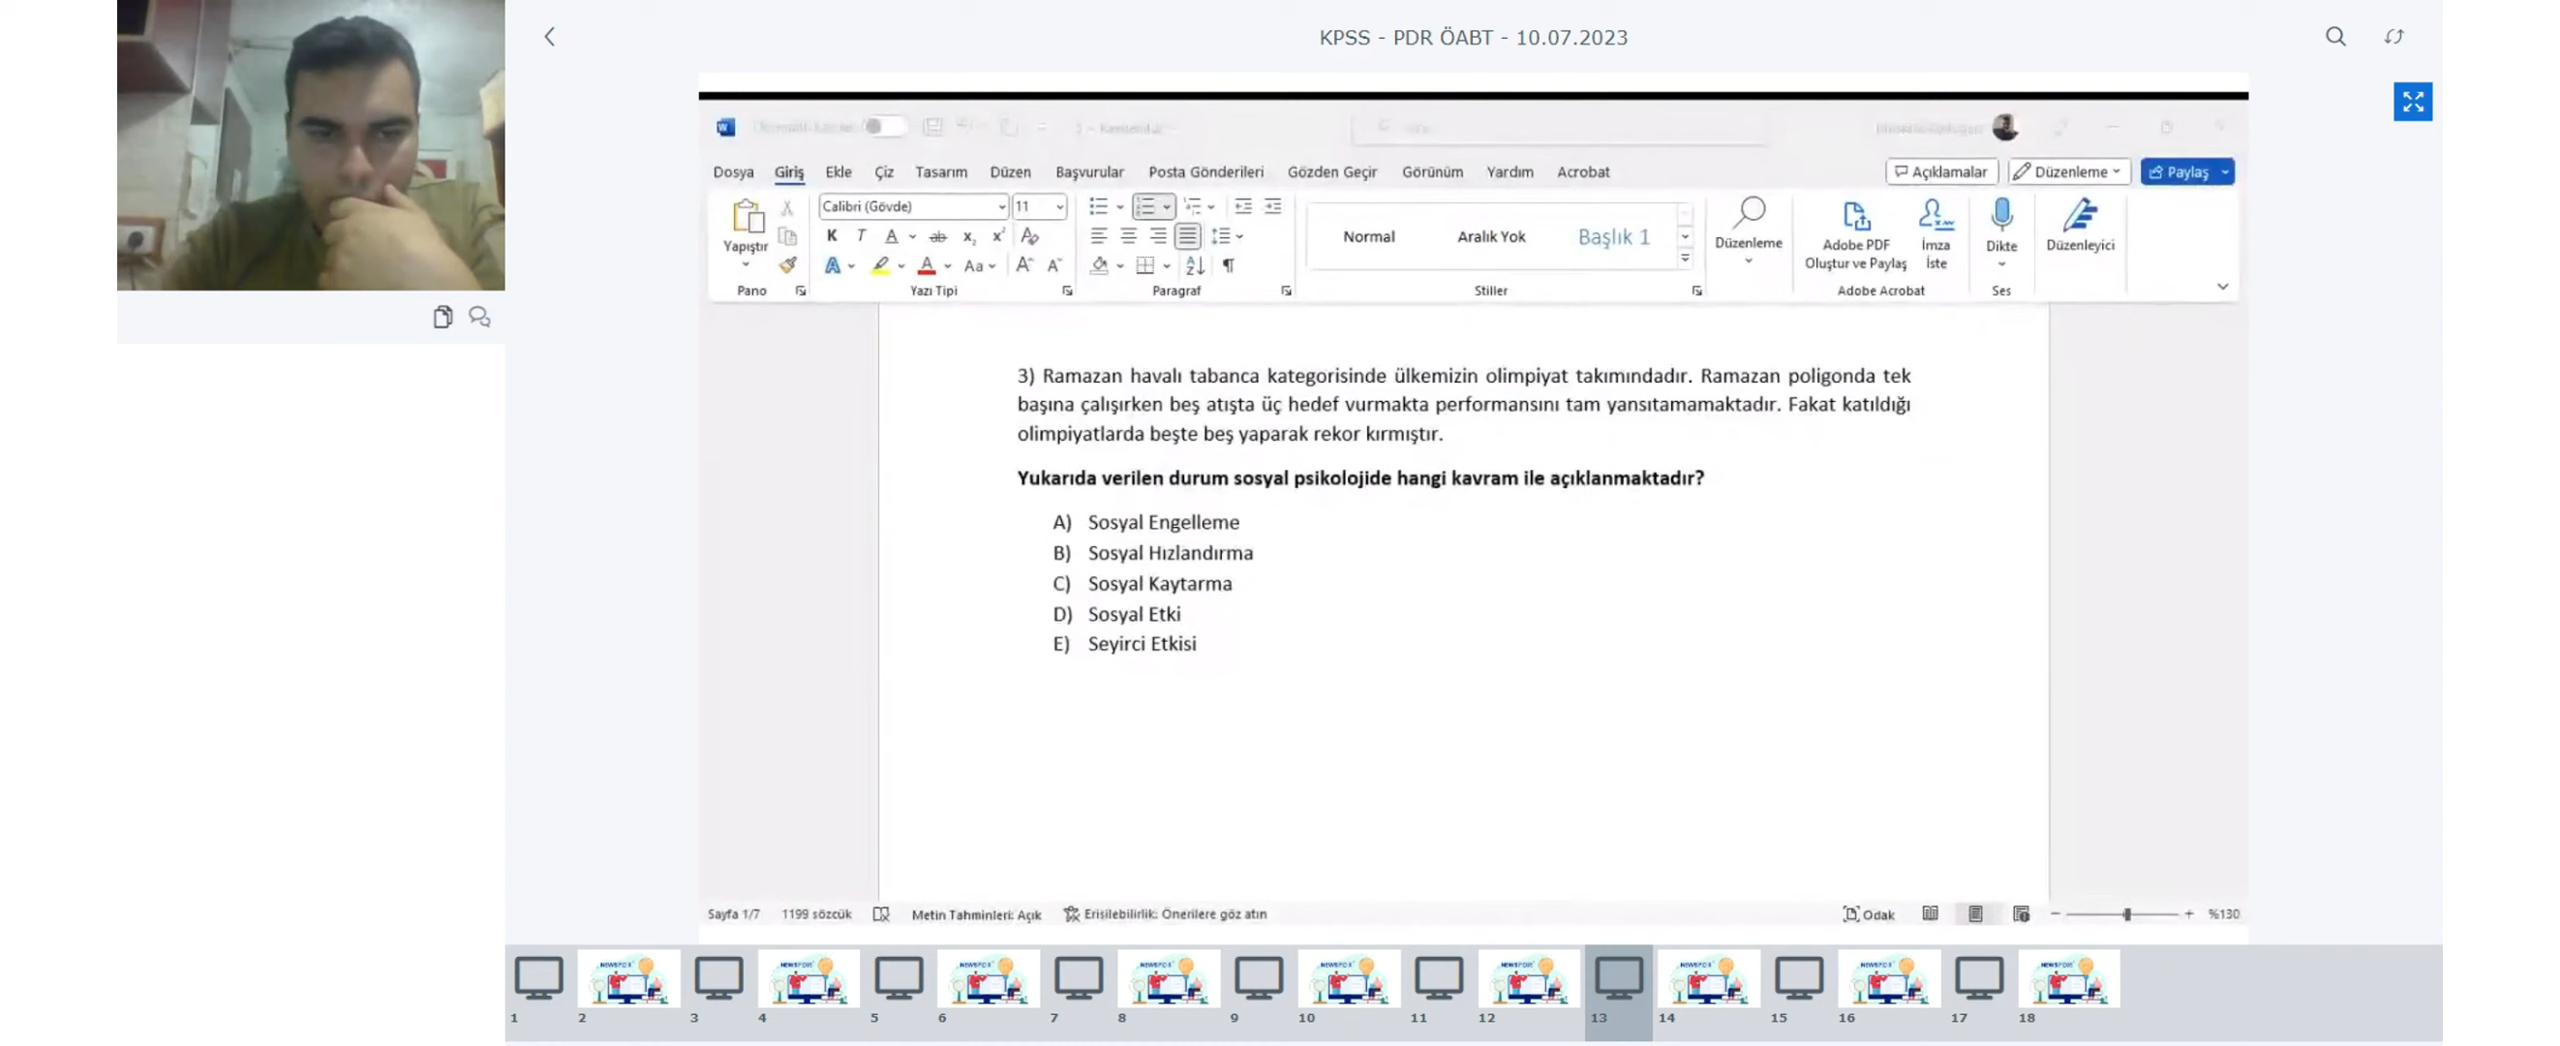 KPSS - PDR ÖABT - 10.07.2023
Dosya Giriş Ekle Çiz Tasarım Düzen Başvurular Posta Gönderileri Gözden Geçir Görünüm Yardım Acrobat Açıklamalar Düzenleme Paylaş
Calibri (Gövde) 11
Yapıştır K T A ab x₂ x² A Normal Aralık Yok Başlık 1 Düzenleme Adobe PDF Oluştur ve Paylaş İmza İste Dikte Düzenleyici
A A Aa A A
Pano Yazı Tipi Paragraf Stiller Adobe Acrobat Ses
3) Ramazan havalı tabanca kategorisinde ülkemizin olimpiyat takımındadır. Ramazan poligonda tek
başına çalışırken beş atışta üç hedef vurmakta performansını tam yansıtamamaktadır. Fakat katıldığı
olimpiyatlarda beşte beş yaparak rekor kırmıştır.
Yukarıda verilen durum sosyal psikolojide hangi kavram ile açıklanmaktadır?
A) Sosyal Engelleme
B) Sosyal Hızlandırma
C) Sosyal Kaytarma
D) Sosyal Etki
E) Seyirci Etkisi
Sayfa 1/7 1199 sözcük Metin Tahminleri: Açık Erişilebilirlik: Önerilere göz atın Odak %130
1 2 3 4 5 6 7 8 9 10 11 12 13 14 15 16 17 18